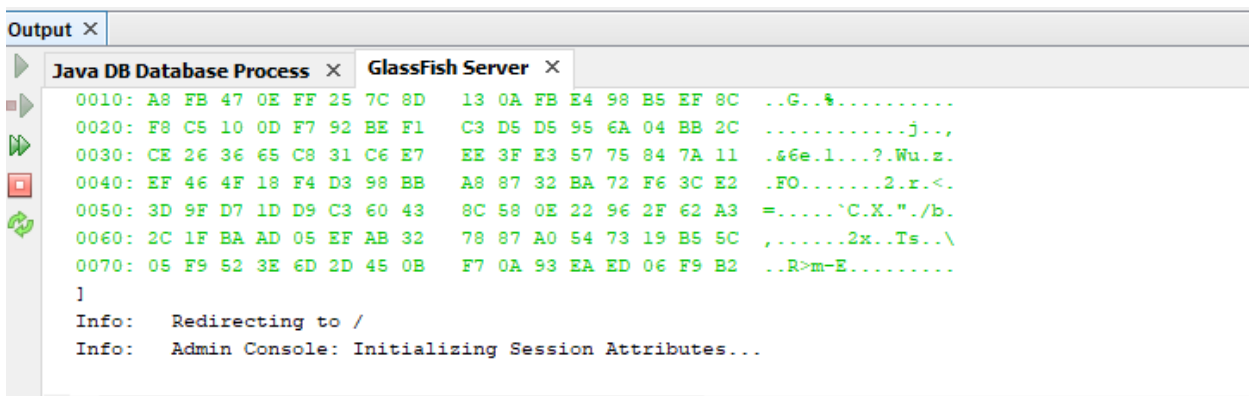 Output ×
Java DB Database Process × GlassFish Server ×
0010: A8 FB 47 0E FF 25 7C 8D 13 0A FB E4 98 B5 EF 8C ..G..%..........
0020: F8 C5 10 0D F7 92 BE F1 C3 D5 D5 95 6A 04 BB 2C ............j..,
0030: CE 26 36 65 C8 31 C6 E7 EE 3F E3 57 75 84 7A 11 .&6e.1...?.Wu.z.
0040: EF 46 4F 18 F4 D3 98 BB A8 87 32 BA 72 F6 3C E2 .FO.......2.r.<.
0050: 3D 9F D7 1D D9 C3 60 43 8C 58 0E 22 96 2F 62 A3 =.....`C.X."./b.
0060: 2C 1F BA AD 05 EF AB 32 78 87 A0 54 73 19 B5 5C ,......2x..Ts..\
0070: 05 F9 52 3E 6D 2D 45 0B F7 0A 93 EA ED 06 F9 B2 ..R>m-E.........
]
Info: Redirecting to /
Info: Admin Console: Initializing Session Attributes...